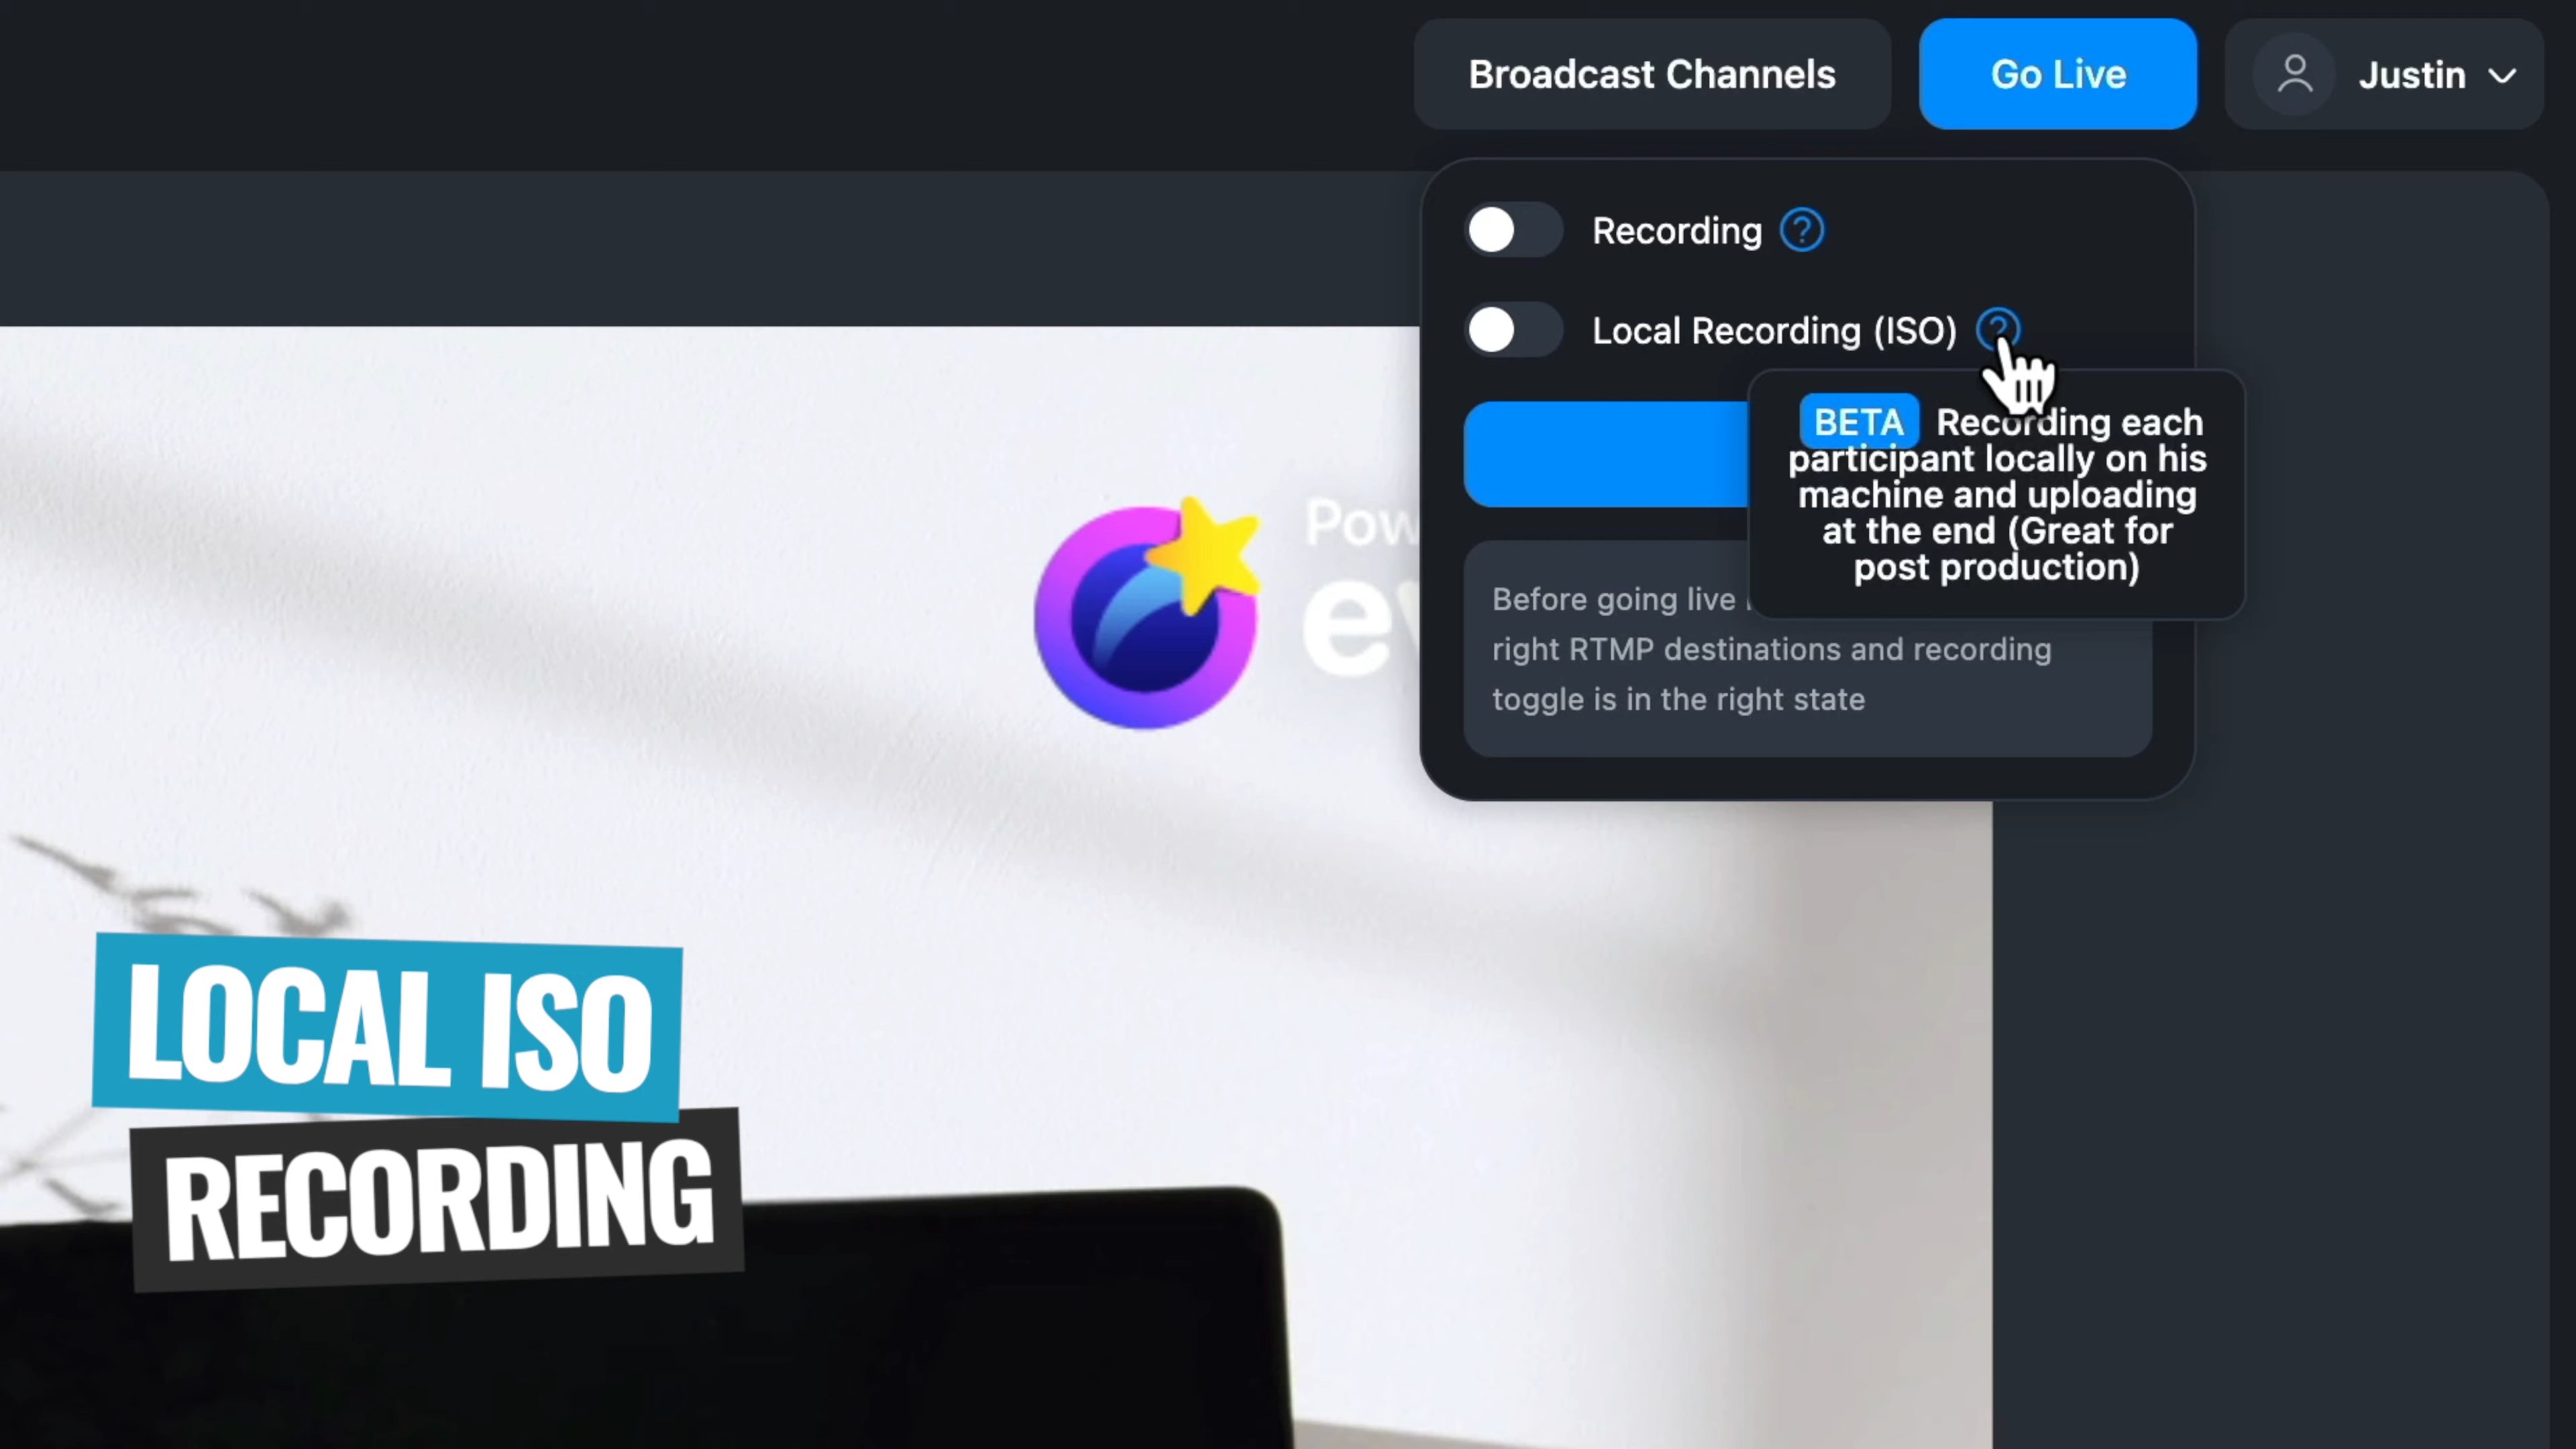 Broadcast Channels
Go Live
Justin
Recording
Local Recording (ISO)
BETA Recording each
participant locally on his
machine and uploading
at the end (Great for
post production)
Before going live
right RTMP destinations and recording
toggle is in the right state
LOCAL ISO
RECORDING